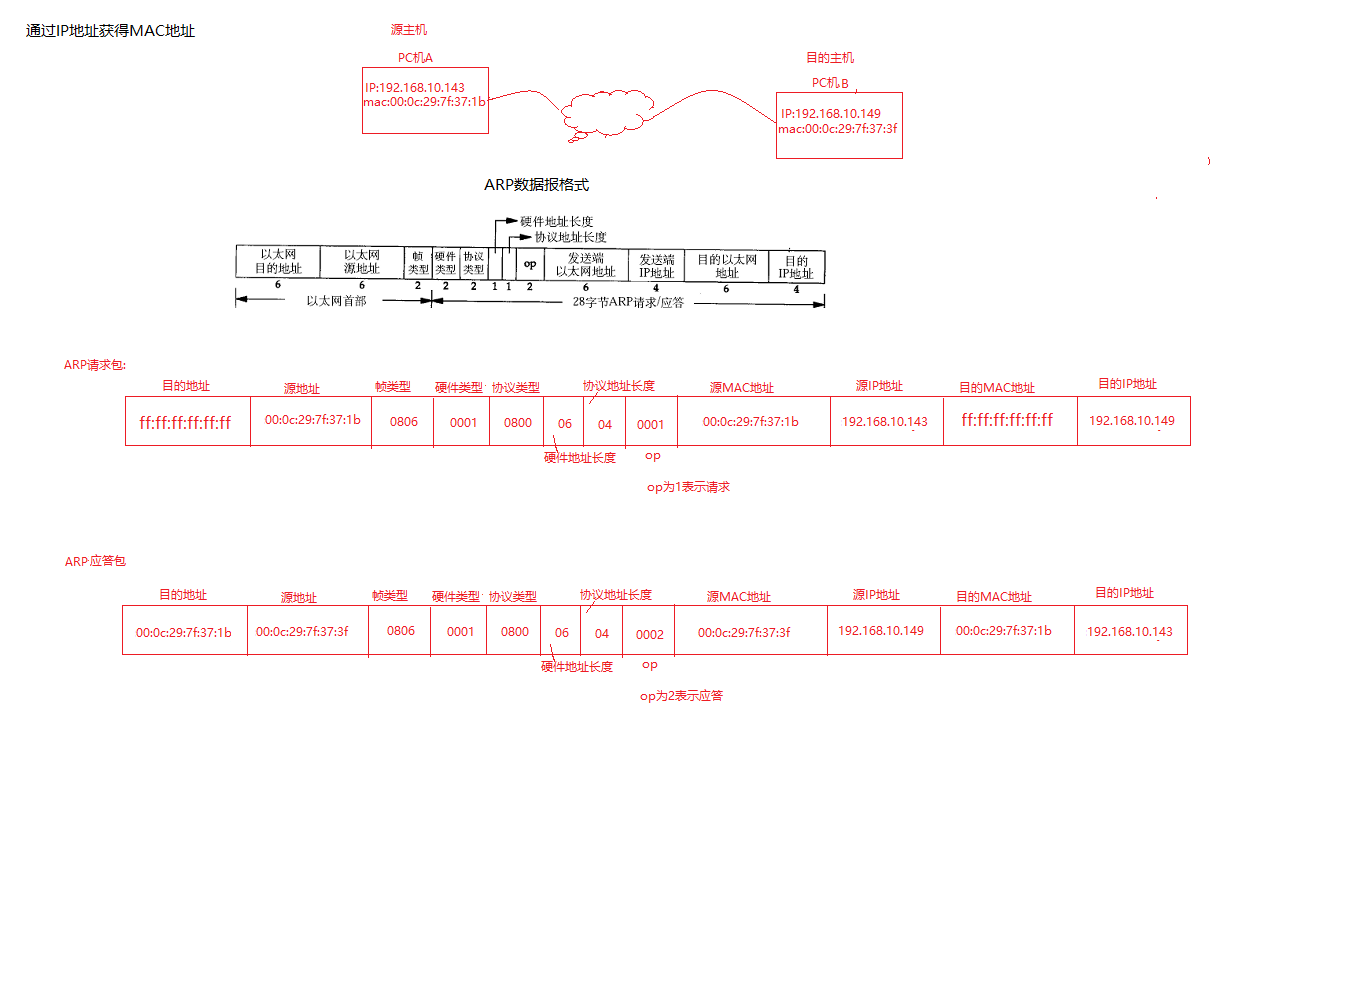 通过IP地址获得MAC地址
源主机
PC机A
IP:192.168.10.143
mac:00:0c:29:7f:37:1b
目的主机
PC机B
IP:192.168.10.149
mac:00:0c:29:7f:37:3f
ARP数据报格式
硬件地址长度
协议地址长度
以太网 目的地址
以太网 源地址
帧 类型
硬件 类型
协议 类型
op
发送端 以太网地址
发送端 IP地址
目的以太网 地址
目的 IP地址
6 6 2 2 2 1 1 2 6 4 6 4
以太网首部
28字节ARP请求/应答
ARP请求包:
目的地址 源地址 帧类型 硬件类型 协议类型 协议地址长度 源MAC地址 源IP地址 目的MAC地址 目的IP地址
ff:ff:ff:ff:ff:ff 00:0c:29:7f:37:1b 0806 0001 0800 06 04 0001 00:0c:29:7f:37:1b 192.168.10.143 ff:ff:ff:ff:ff:ff 192.168.10.149
硬件地址长度 op
op为1表示请求
ARP应答包
目的地址 源地址 帧类型 硬件类型 协议类型 协议地址长度 源MAC地址 源IP地址 目的MAC地址 目的IP地址
00:0c:29:7f:37:1b 00:0c:29:7f:37:3f 0806 0001 0800 06 04 0002 00:0c:29:7f:37:3f 192.168.10.149 00:0c:29:7f:37:1b 192.168.10.143
硬件地址长度 op
op为2表示应答